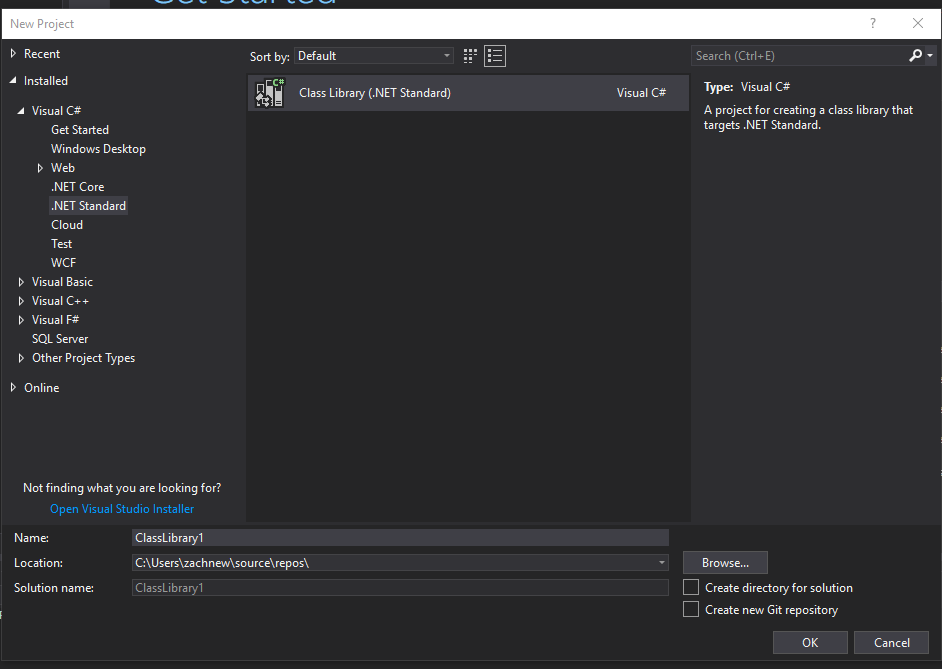 Get Started
New Project
?
Recent
Installed
Visual C#
Get Started
Windows Desktop
Web
.NET Core
.NET Standard
Cloud
Test
WCF
Visual Basic
Visual C++
Visual F#
SQL Server
Other Project Types
Online
Not finding what you are looking for?
Open Visual Studio Installer
Sort by: Default
C#
Class Library (.NET Standard) Visual C#
Search (Ctrl+E)
Type: Visual C#
A project for creating a class library that
targets .NET Standard.
Name: ClassLibrary1
Location: C:\Users\zachnew\source\repos\
Browse...
Solution name: ClassLibrary1
Create directory for solution
Create new Git repository
OK
Cancel